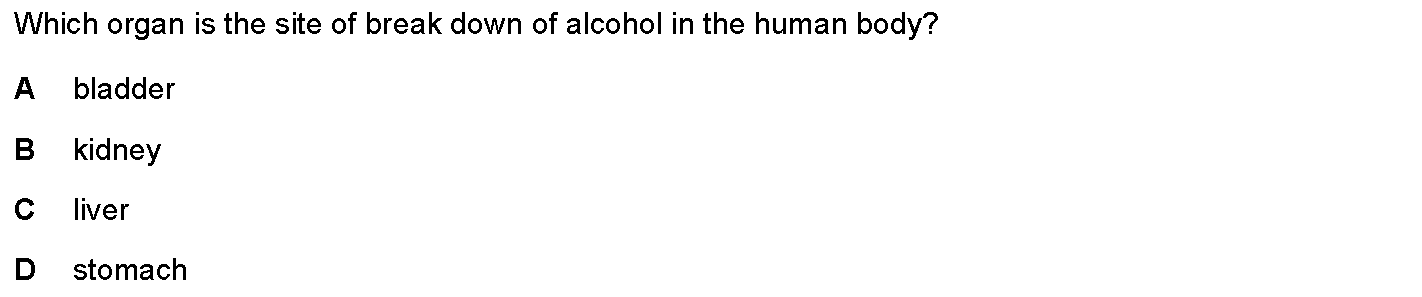 Which organ is the site of break down of alcohol in the human body?
A bladder
B kidney
C liver
D stomach